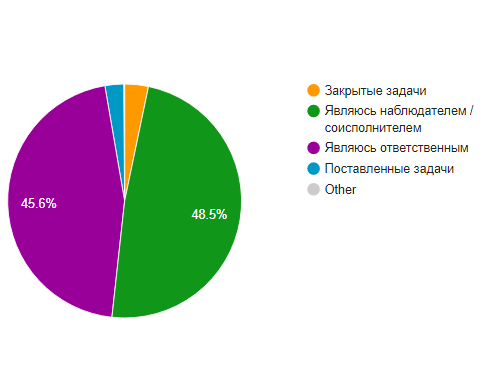 Закрытые задачи
Являюсь наблюдателем /
соисполнителем
Являюсь ответственным
Поставленные задачи
Other
45.6%
48.5%